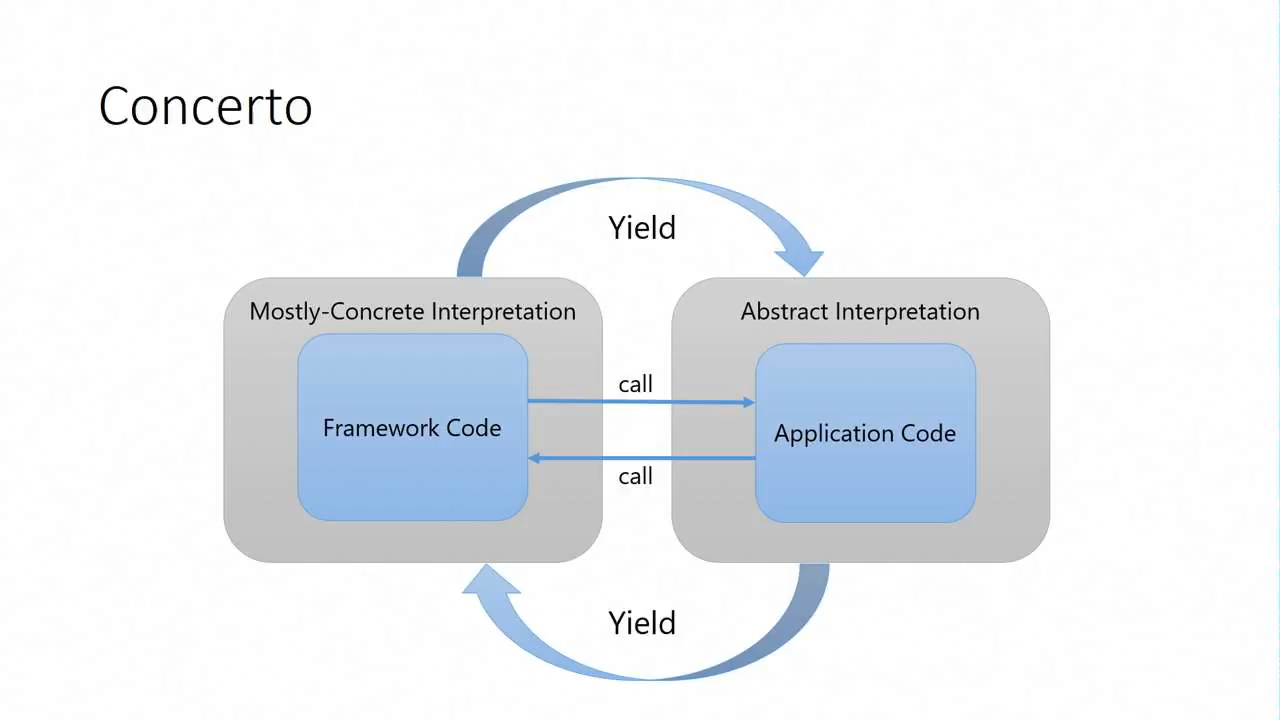 Concerto
Yield
Mostly-Concrete Interpretation
Abstract Interpretation
call
Framework Code
Application Code
call
Yield